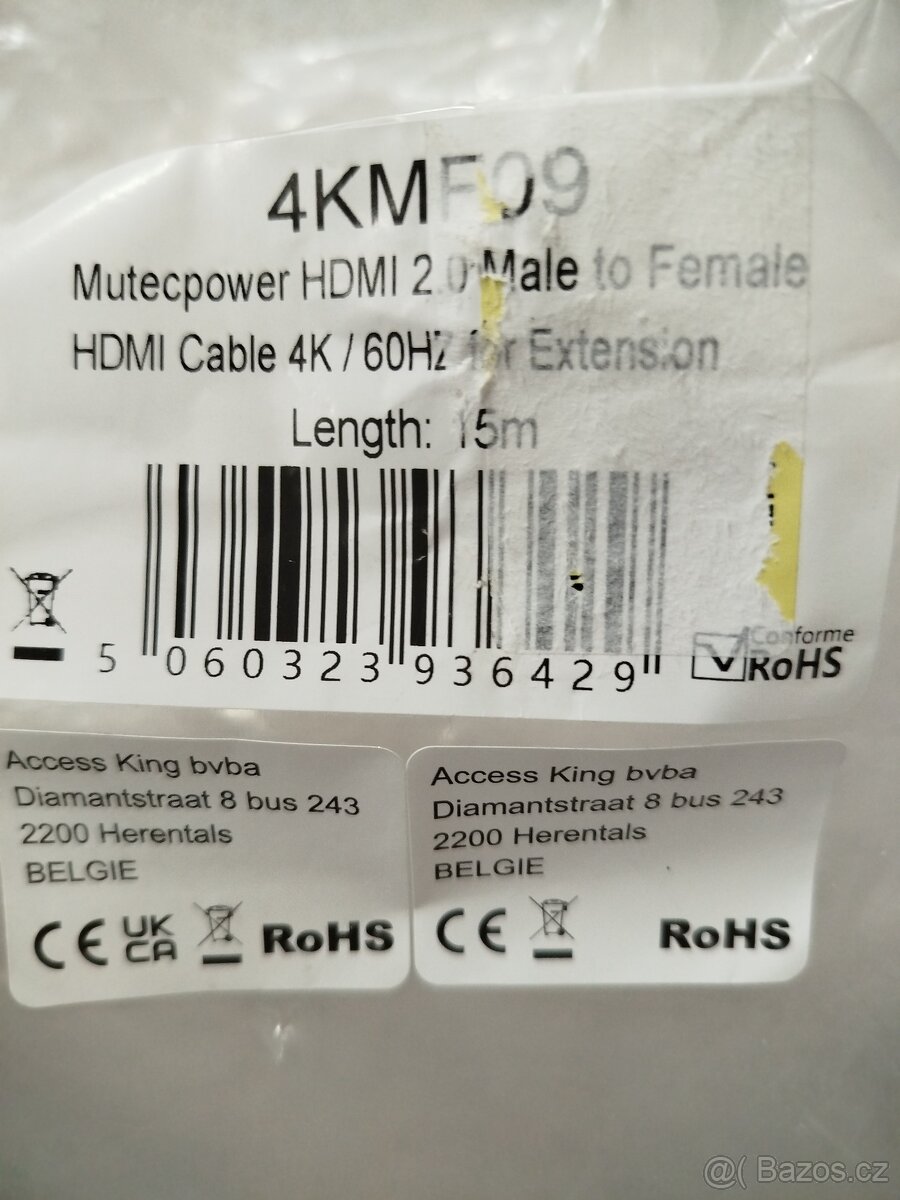 4KMF09
Mutecpower HDMI 2.0 Male to Female
HDMI Cable 4K / 60HZ for Extension
Length: 15m
5 060323 936429
Conforme
RoHS
Access King bvba
Diamantstraat 8 bus 243
2200 Herentals
BELGIE
CE UKCA RoHS
Access King bvba
Diamantstraat 8 bus 243
2200 Herentals
BELGIE
CE RoHS
@( Bazos.cz